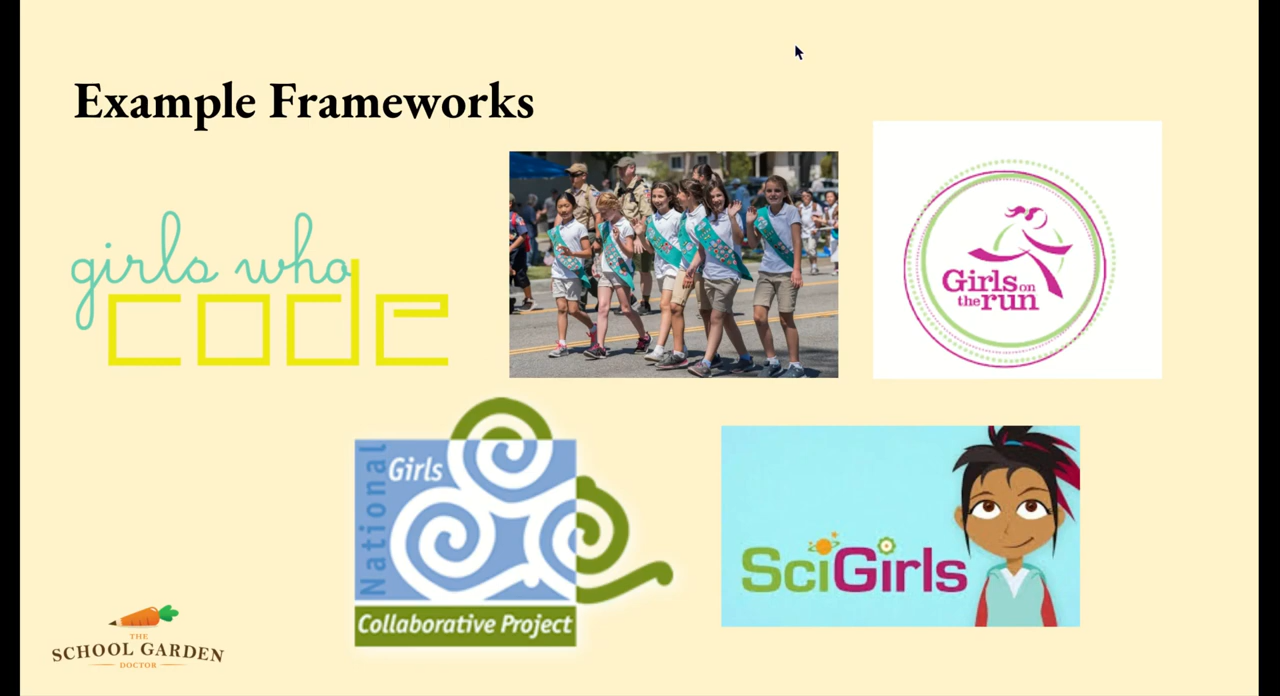 Example Frameworks
girls who
code
Girls on
the run
National
Girls
Collaborative Project
SciGirls
THE
SCHOOL GARDEN
DOCTOR